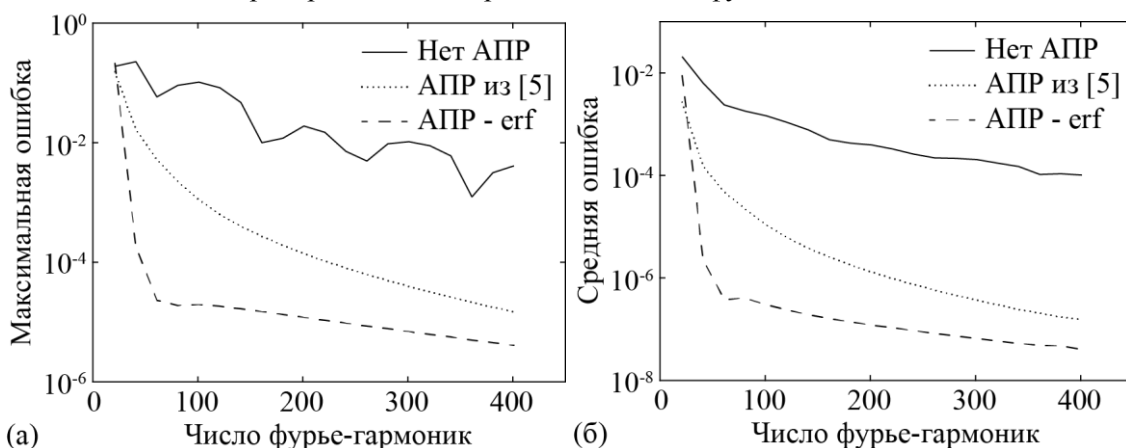 10⁰
10⁻²
10⁻⁴
10⁻⁶
Максимальная ошибка
Нет АПР
АПР из [5]
АПР - erf
0 100 200 300 400
Число фурье-гармоник
(а)
10⁻²
10⁻⁴
10⁻⁶
10⁻⁸
Средняя ошибка
Нет АПР
АПР из [5]
АПР - erf
0 100 200 300 400
Число фурье-гармоник
(б)